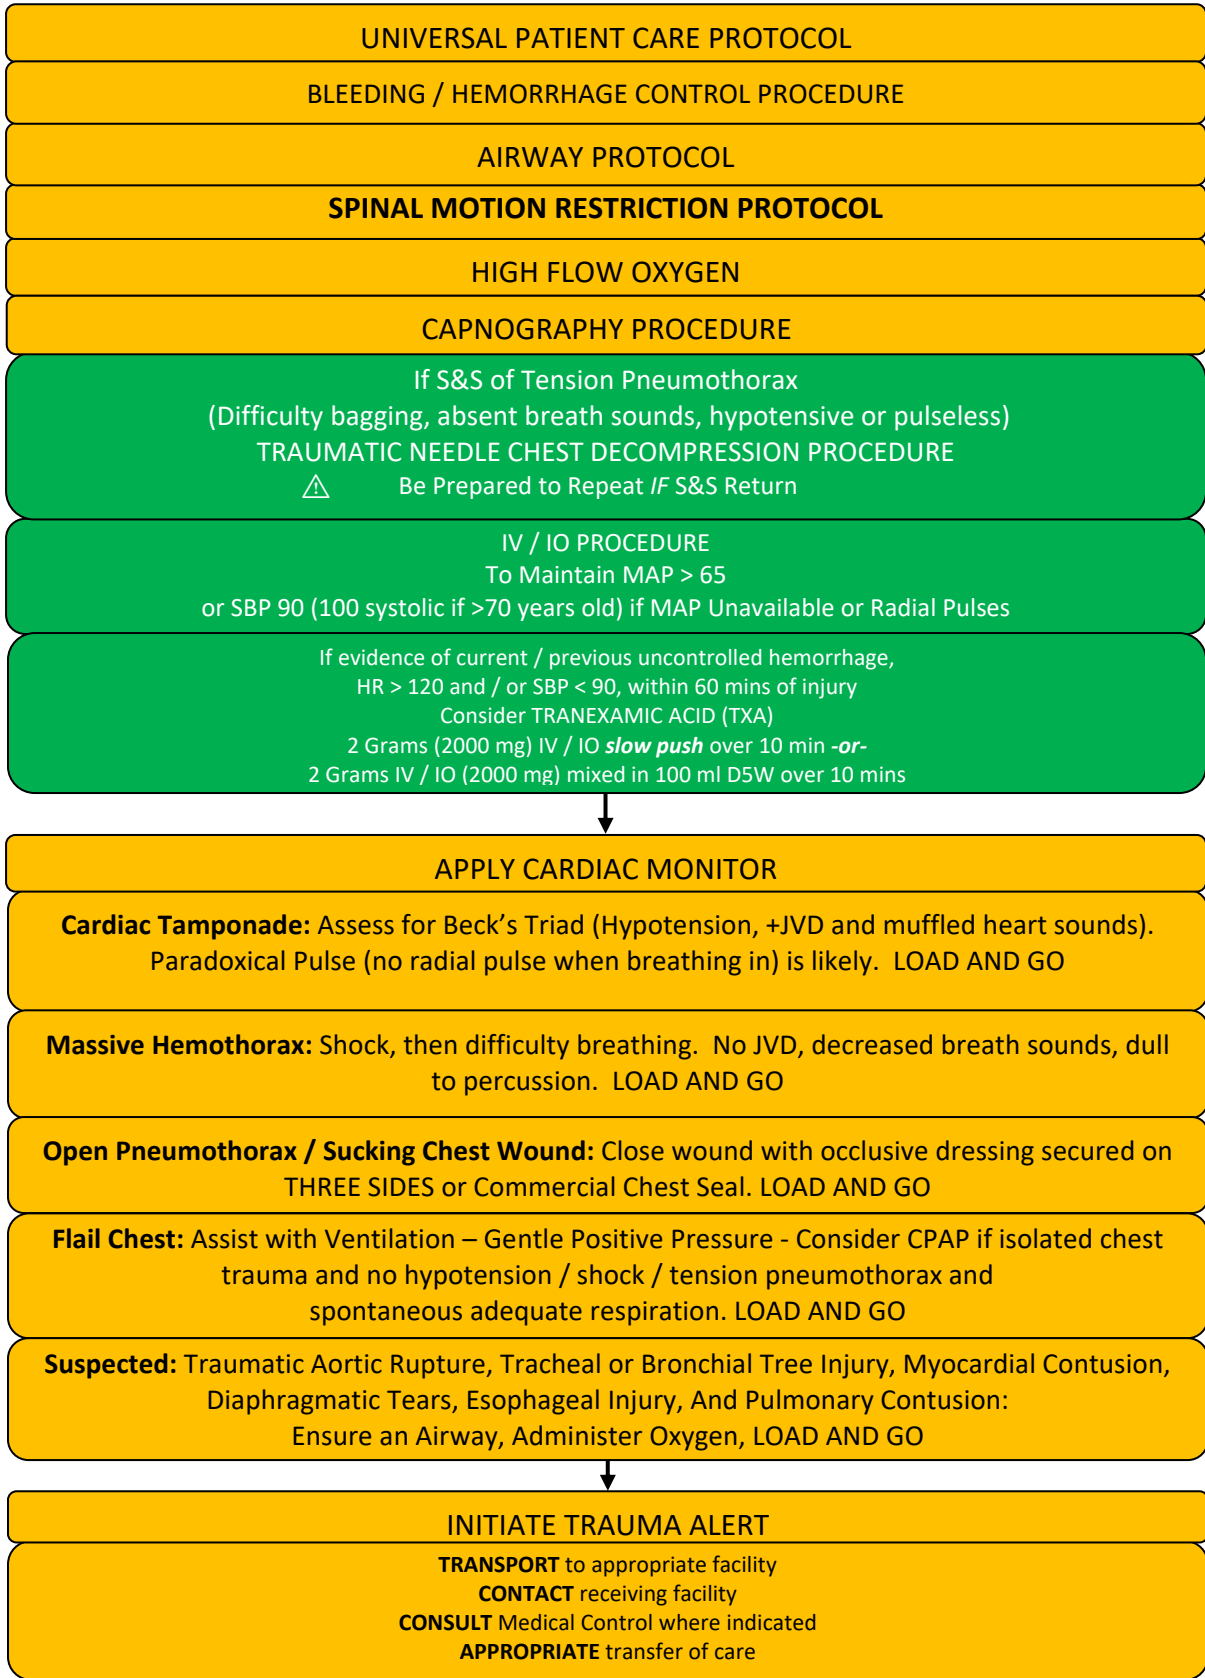 UNIVERSAL PATIENT CARE PROTOCOL
BLEEDING / HEMORRHAGE CONTROL PROCEDURE
AIRWAY PROTOCOL
SPINAL MOTION RESTRICTION PROTOCOL
HIGH FLOW OXYGEN
CAPNOGRAPHY PROCEDURE
If S&S of Tension Pneumothorax
(Difficulty bagging, absent breath sounds, hypotensive or pulseless)
TRAUMATIC NEEDLE CHEST DECOMPRESSION PROCEDURE
⚠ Be Prepared to Repeat IF S&S Return
IV / IO PROCEDURE
To Maintain MAP > 65
or SBP 90 (100 systolic if >70 years old) if MAP Unavailable or Radial Pulses
If evidence of current / previous uncontrolled hemorrhage,
HR > 120 and / or SBP < 90, within 60 mins of injury
Consider TRANEXAMIC ACID (TXA)
2 Grams (2000 mg) IV / IO slow push over 10 min -or-
2 Grams IV / IO (2000 mg) mixed in 100 ml D5W over 10 mins
APPLY CARDIAC MONITOR
Cardiac Tamponade: Assess for Beck’s Triad (Hypotension, +JVD and muffled heart sounds).
Paradoxical Pulse (no radial pulse when breathing in) is likely. LOAD AND GO
Massive Hemothorax: Shock, then difficulty breathing. No JVD, decreased breath sounds, dull
to percussion. LOAD AND GO
Open Pneumothorax / Sucking Chest Wound: Close wound with occlusive dressing secured on
THREE SIDES or Commercial Chest Seal. LOAD AND GO
Flail Chest: Assist with Ventilation – Gentle Positive Pressure - Consider CPAP if isolated chest
trauma and no hypotension / shock / tension pneumothorax and
spontaneous adequate respiration. LOAD AND GO
Suspected: Traumatic Aortic Rupture, Tracheal or Bronchial Tree Injury, Myocardial Contusion,
Diaphragmatic Tears, Esophageal Injury, And Pulmonary Contusion:
Ensure an Airway, Administer Oxygen, LOAD AND GO
INITIATE TRAUMA ALERT
TRANSPORT to appropriate facility
CONTACT receiving facility
CONSULT Medical Control where indicated
APPROPRIATE transfer of care